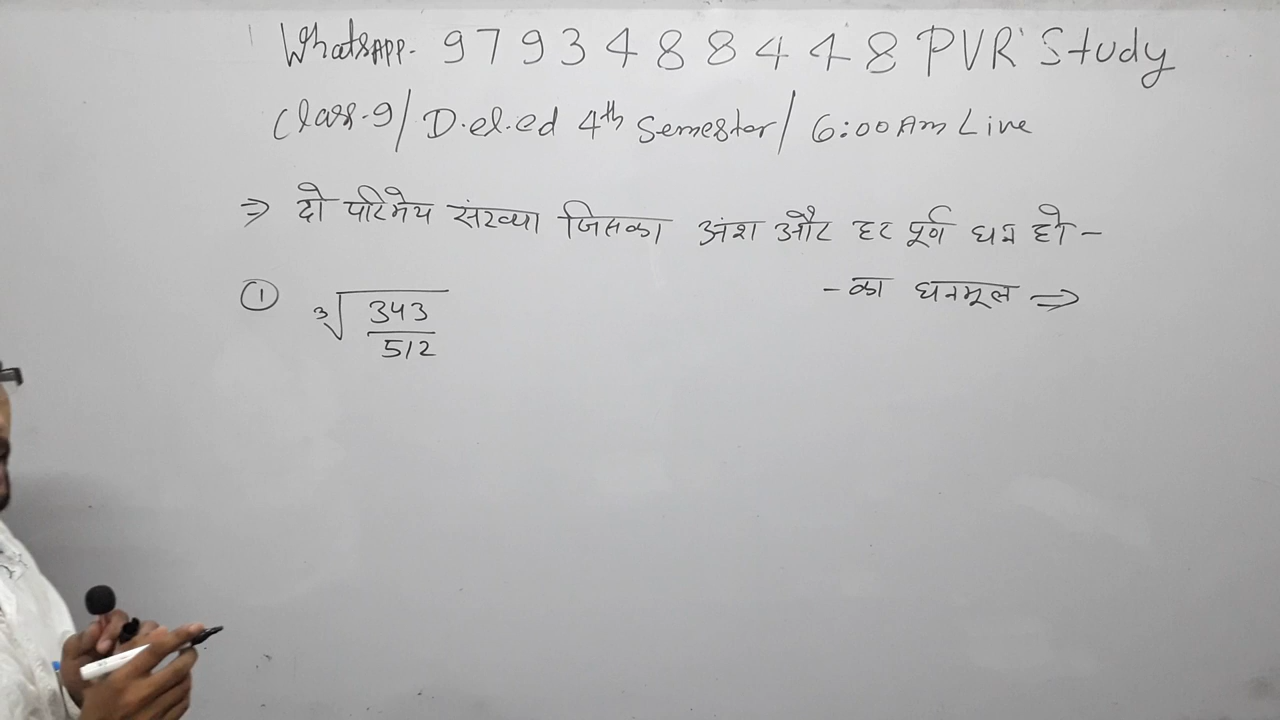 WhatsAPP. 9793488448 PVR Study
Class-9/ D.el.ed 4th Semester/ 6:00 Am Live
⇒ दो परिमेय संख्या जिसका अंश और हर पूर्ण घन हो -
- का घनमूल ⇒
① ∛(343/512)